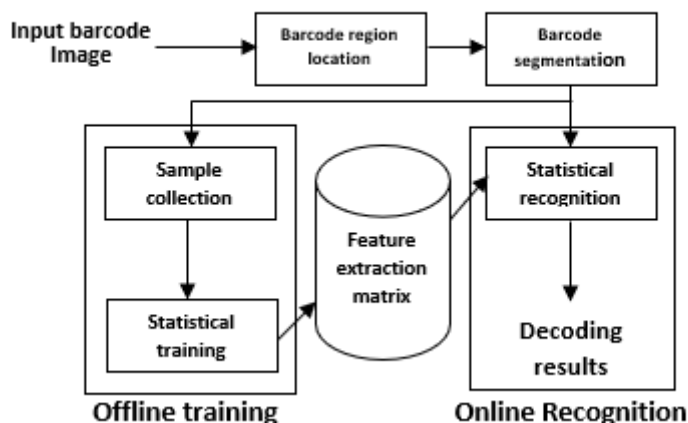 Input barcode
Image
Barcode region
location
Barcode
segmentation
Sample
collection
Statistical
training
Feature
extraction
matrix
Statistical
recognition
Decoding
results
Offline training
Online Recognition